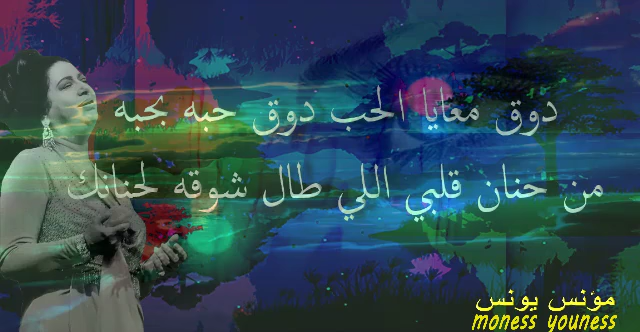 دوق معايا الحب دوق حبه بحبه
من حنان قلبي اللي طال شوقه لحنانك
مؤنس يونس
moness youness